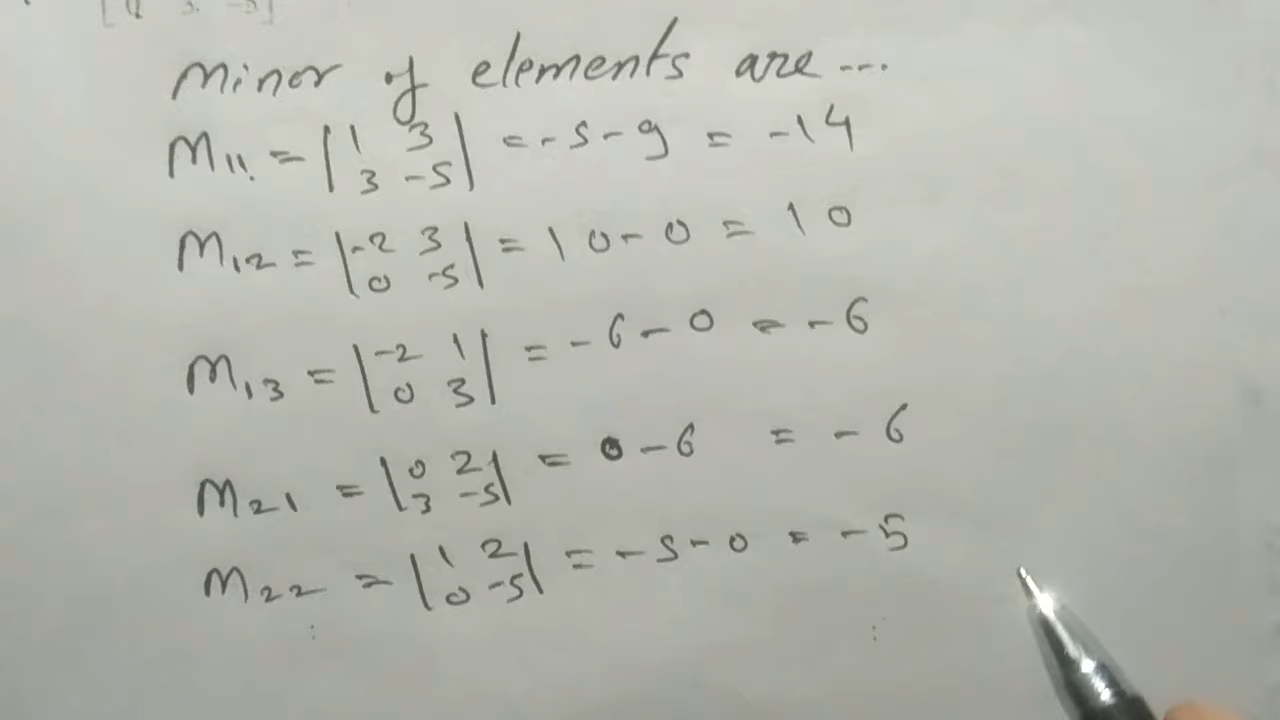 Minor of elements are...
M11 = |1 3 = -5-9 = -14
3 -5|
M12 = |-2 3 = 10-0 = 10
0 -5|
M13 = |-2 1 = -6-0 = -6
0 3|
M21 = |0 2 = 0-6 = -6
3 -5|
M22 = |1 2 = -5-0 = -5
0 -5|